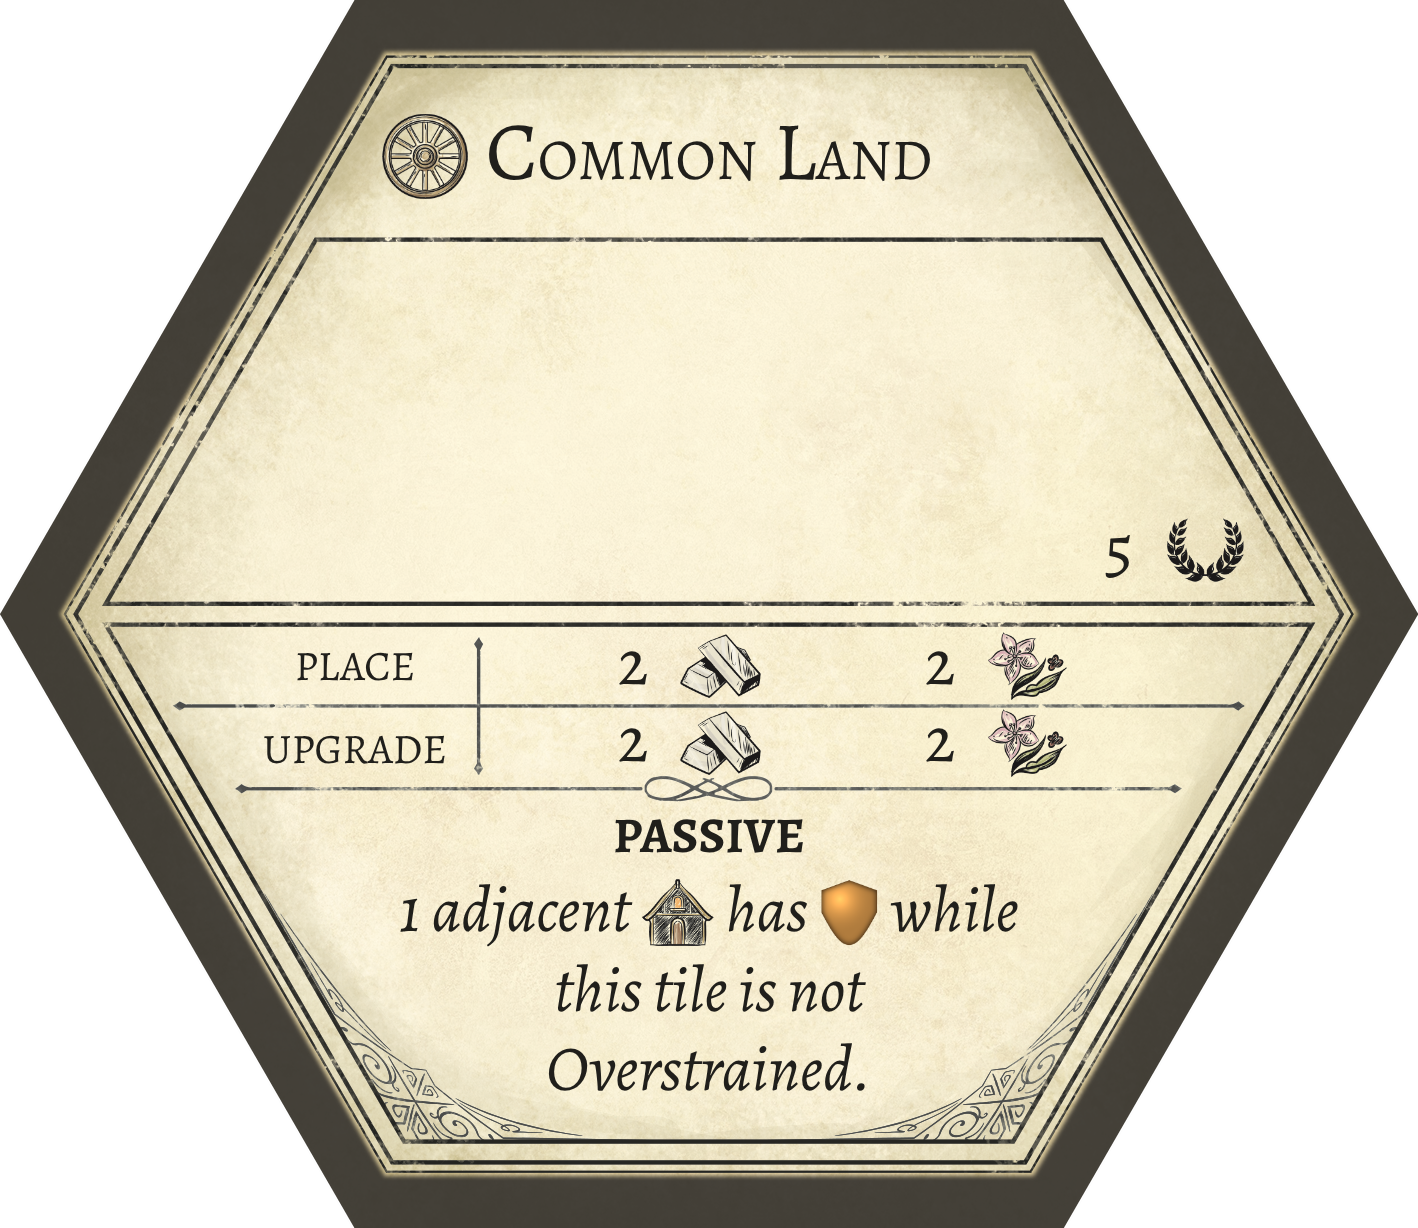 Common Land
5
PLACE 2 2
UPGRADE 2 2
PASSIVE
1 adjacent has while
this tile is not
Overstrained.